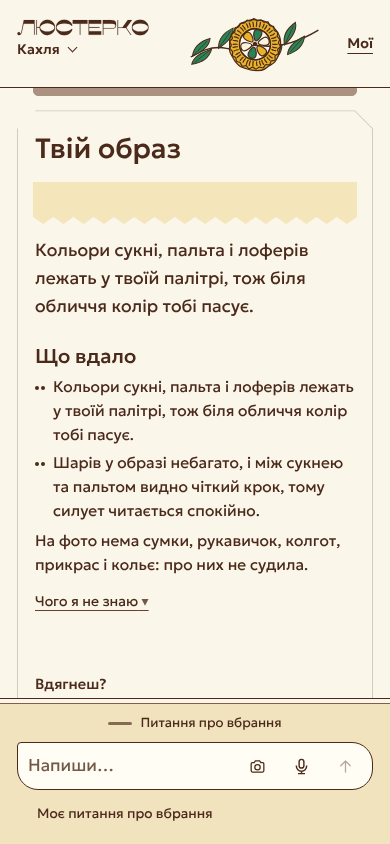 ЛЮСТЕРКО
Кахля
Мої
Твій образ
Кольори сукні, пальта і лоферів
лежать у твоїй палітрі, тож біля
обличчя колір тобі пасує.
Що вдало
•• Кольори сукні, пальта і лоферів лежать
у твоїй палітрі, тож біля обличчя колір
тобі пасує.
•• Шарів у образі небагато, і між сукнею
та пальтом видно чіткий крок, тому
силует читається спокійно.
На фото нема сумки, рукавичок, колгот,
прикрас і кольє: про них не судила.
Чого я не знаю ▾
Вдягнеш?
Питання про вбрання
Напиши...
Моє питання про вбрання